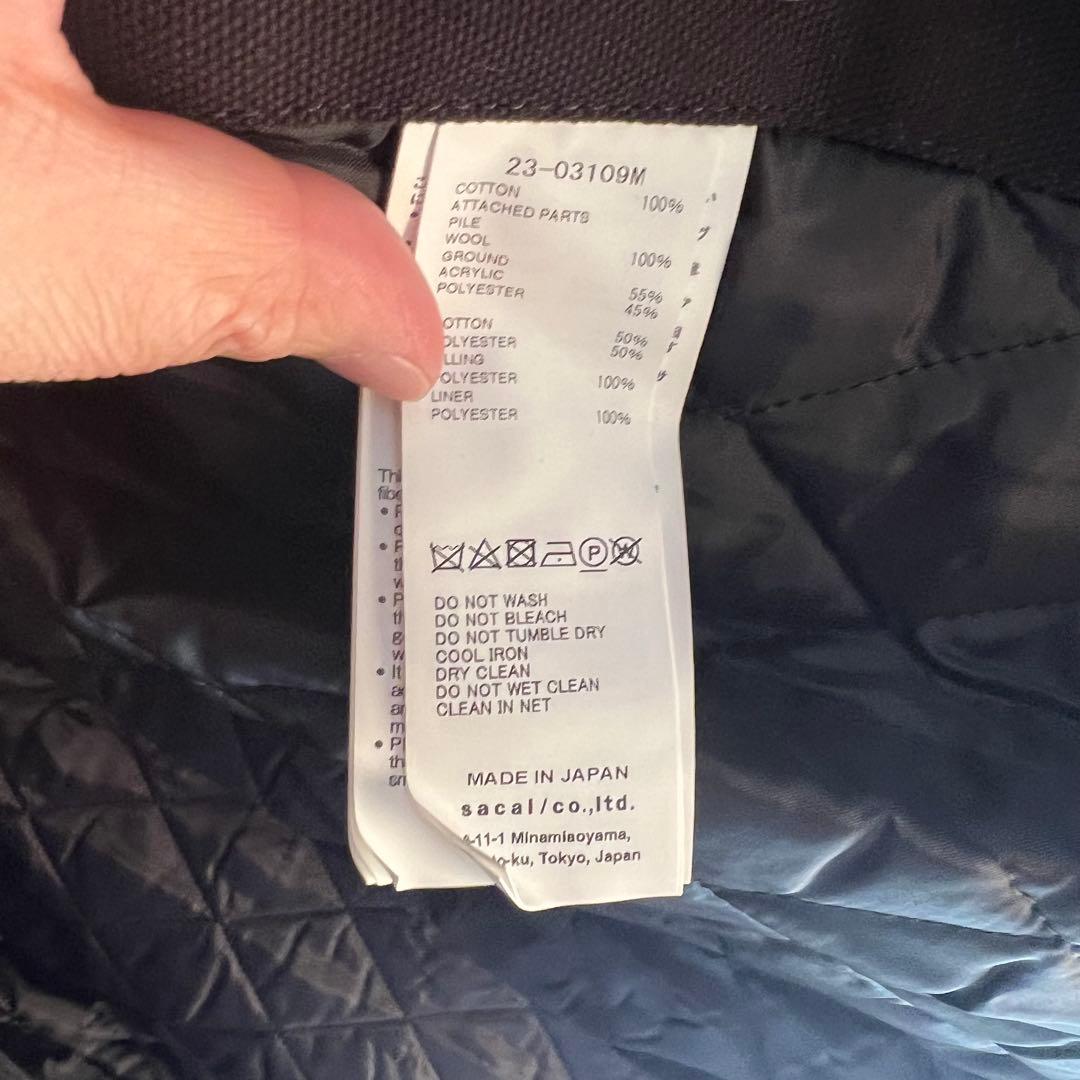 23-03109M
COTTON 100%
ATTACHED PARTS
PILE
WOOL 100%
GROUND
ACRYLIC 55%
POLYESTER 45%
OTTON 50%
OLYESTER 50%
LLING
OLYESTER 100%
LINER
POLYESTER 100%
DO NOT WASH
DO NOT BLEACH
DO NOT TUMBLE DRY
COOL IRON
DRY CLEAN
DO NOT WET CLEAN
CLEAN IN NET
MADE IN JAPAN
sacai/co.,ltd.
-11-1 Minamiaoyama,
o-ku, Tokyo, Japan